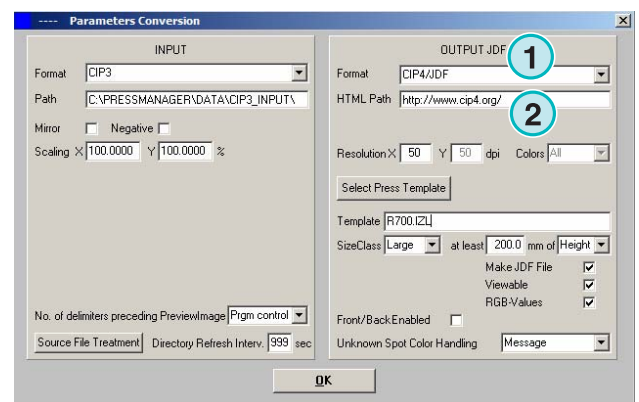 ---- Parameters Conversion
INPUT
Format CIP3
Path C:\PRESSMANAGER\DATA\CIP3_INPUT\
Mirror Negative
Scaling X 100.0000 Y 100.0000 %
No. of delimiters preceding PreviewImage Prgm control
Source File Treatment Directory Refresh Interv. 999 sec
OUTPUT JDF
1
Format CIP4/JDF
HTML Path http://www.cip4.org/
2
Resolution X 50 Y 50 dpi Colors All
Select Press Template
Template R700.IZL
SizeClass Large at least 200.0 mm of Height
Make JDF File
Viewable
RGB-Values
Front/Back Enabled
Unknown Spot Color Handling Message
OK